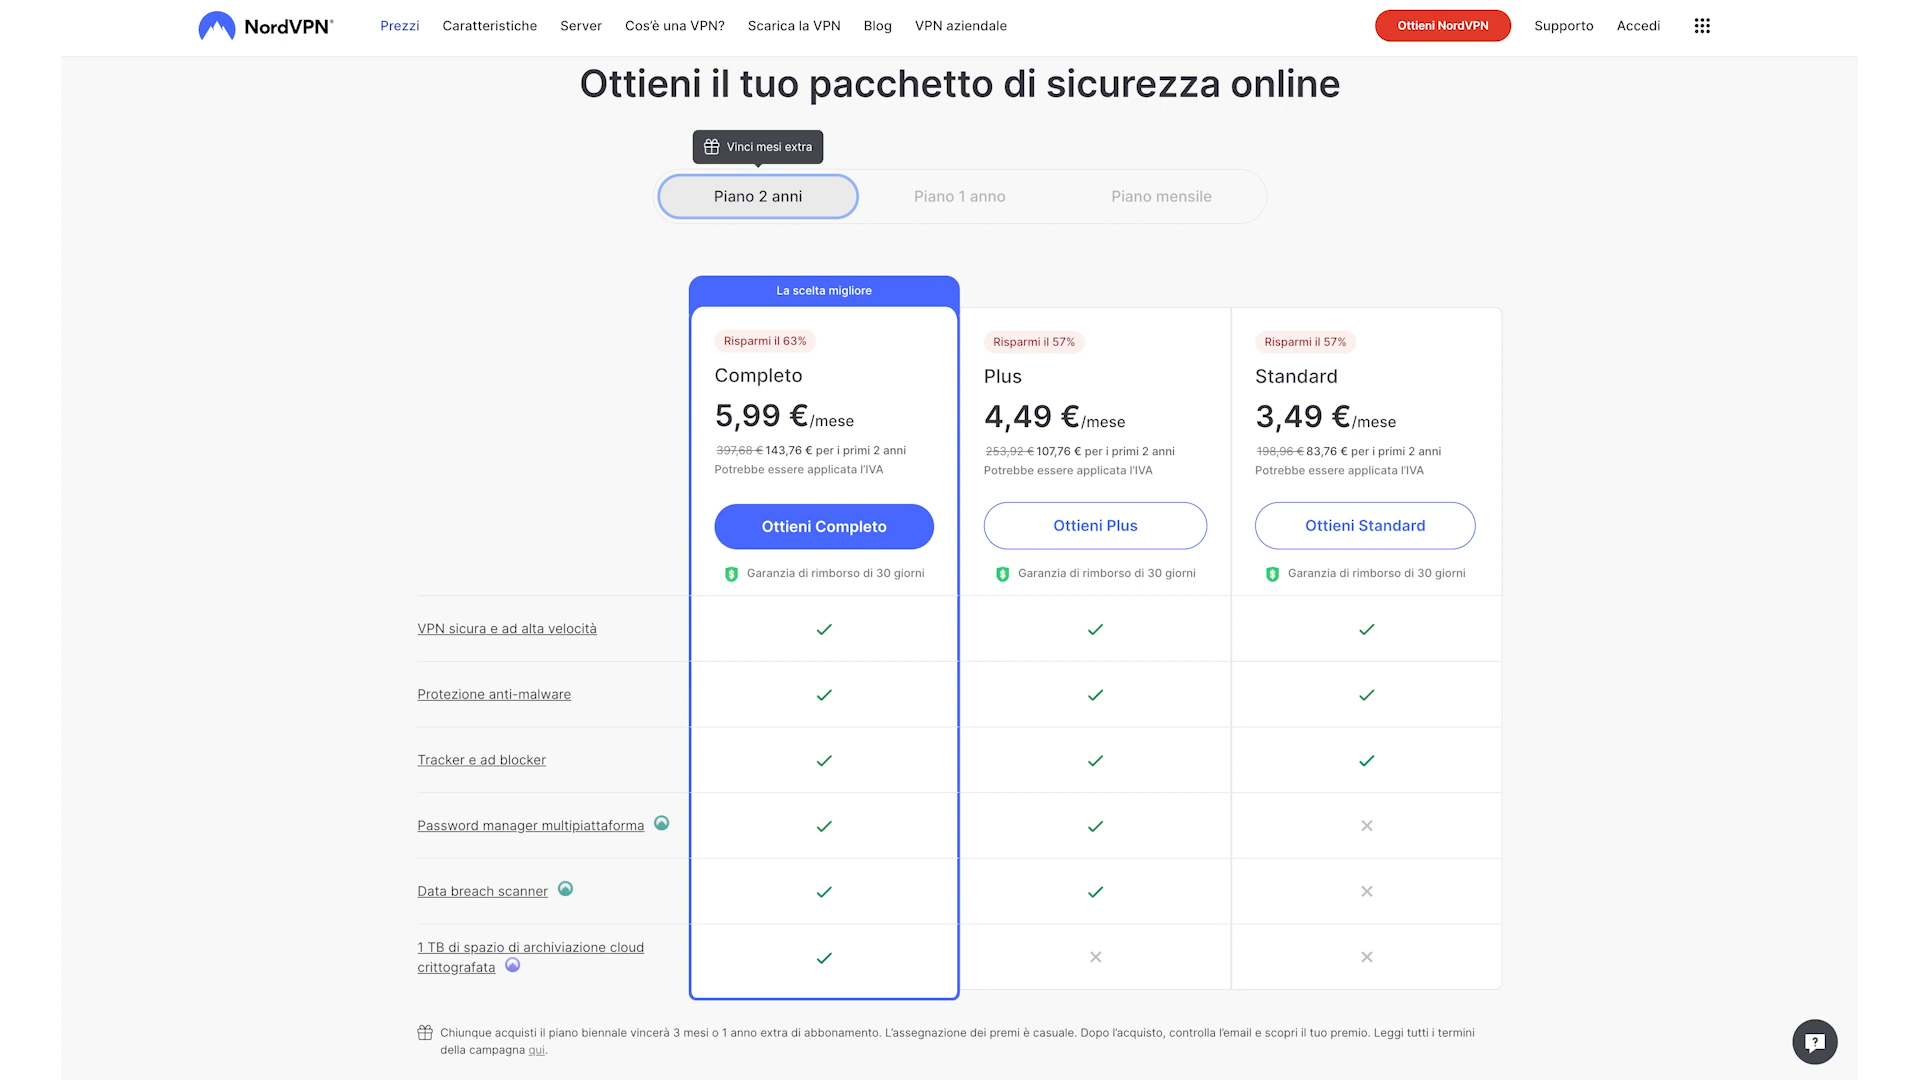 NordVPN®
Prezzi
Caratteristiche
Server
Cos'è una VPN?
Scarica la VPN
Blog
VPN aziendale
Ottieni NordVPN
Supporto
Accedi
Ottieni il tuo pacchetto di sicurezza online
Vinci mesi extra
Piano 2 anni
Piano 1 anno
Piano mensile
La scelta migliore
Risparmi il 63%
Completo
5,99 €/mese
397,68 € 143,76 € per i primi 2 anni
Potrebbe essere applicata l'IVA
Ottieni Completo
Garanzia di rimborso di 30 giorni
Risparmi il 57%
Plus
4,49 €/mese
253,92 € 107,76 € per i primi 2 anni
Potrebbe essere applicata l'IVA
Ottieni Plus
Garanzia di rimborso di 30 giorni
Risparmi il 57%
Standard
3,49 €/mese
198,96 € 83,76 € per i primi 2 anni
Potrebbe essere applicata l'IVA
Ottieni Standard
Garanzia di rimborso di 30 giorni
VPN sicura e ad alta velocità
Protezione anti-malware
Tracker e ad blocker
Password manager multipiattaforma
Data breach scanner
1 TB di spazio di archiviazione cloud
crittografata
Chiunque acquisti il piano biennale vincerà 3 mesi o 1 anno extra di abbonamento. L'assegnazione dei premi è casuale. Dopo l'acquisto, controlla l'email e scopri il tuo premio. Leggi tutti i termini
della campagna qui.